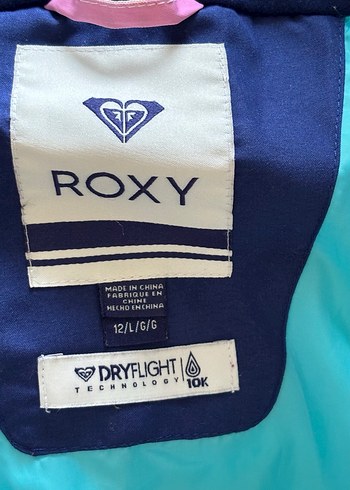 ROXY
MADE IN CHINA
FABRIQUE EN
CHINE
HECHO EN CHINA
12/L/G/G
DRYFLIGHT
TECHNOLOGY
10K